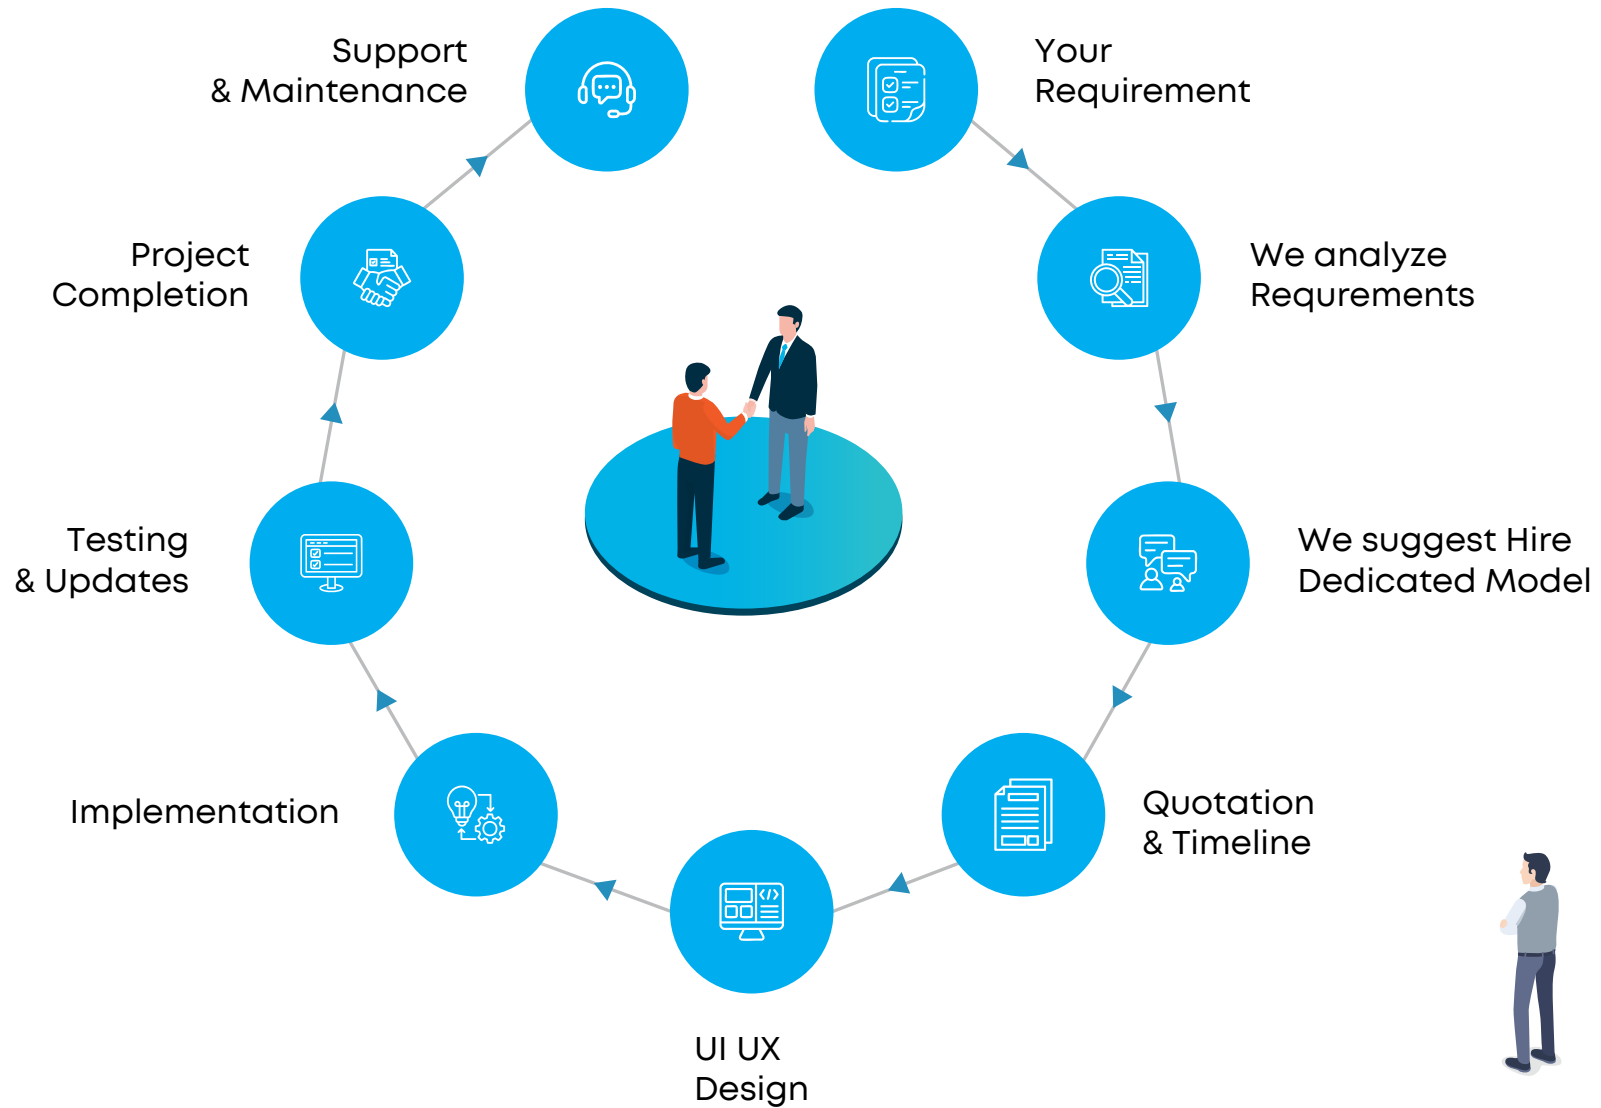 Support
& Maintenance
Your
Requirement
Project
Completion
We analyze
Requrements
Testing
& Updates
We suggest Hire
Dedicated Model
Implementation
Quotation
& Timeline
UI UX
Design